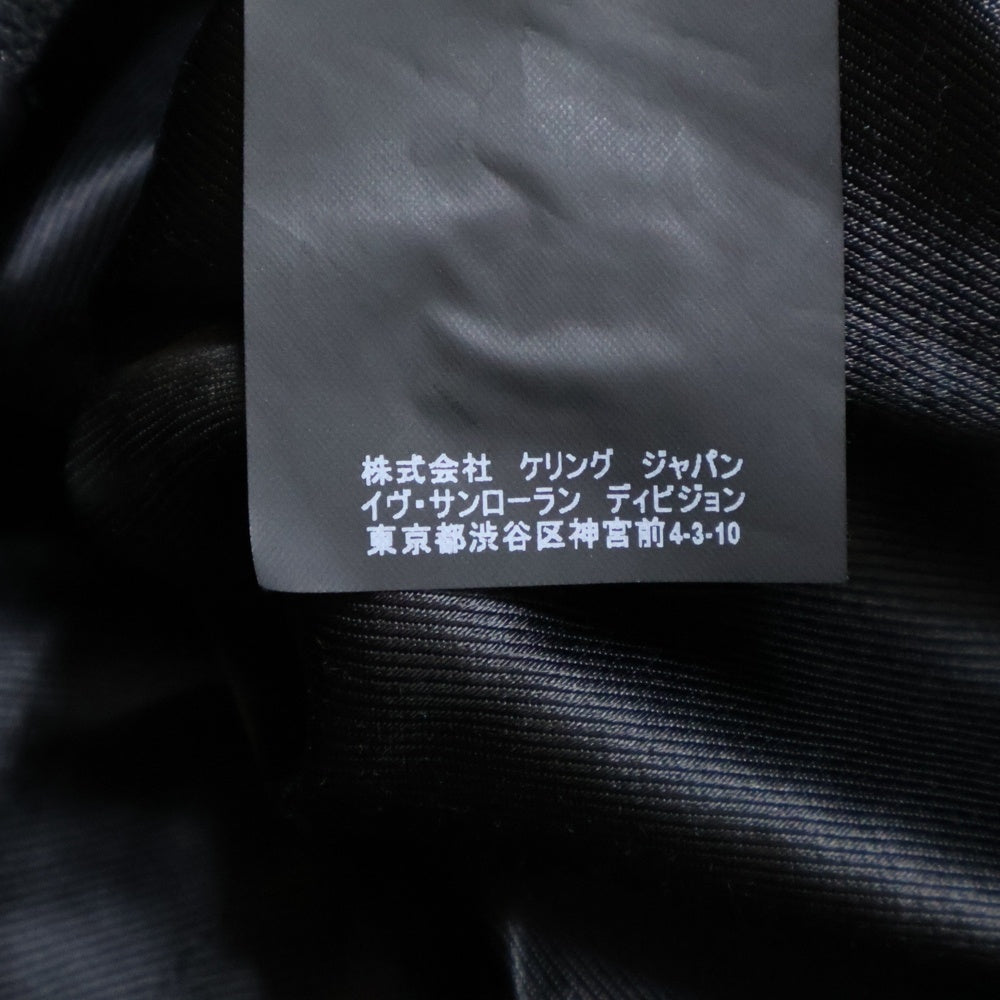 株式会社　ケリング　ジャパン
イヴ・サンローラン　ディビジョン
東京都渋谷区神宮前4-3-10